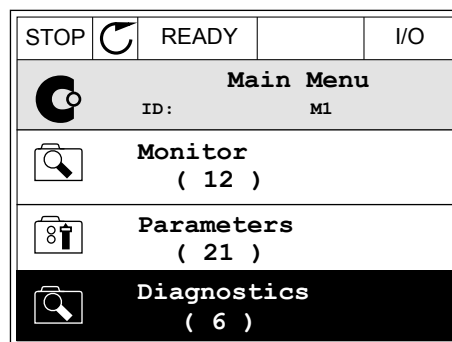 STOP READY I/O
Main Menu
ID: M1
Monitor
( 12 )
Parameters
( 21 )
Diagnostics
( 6 )